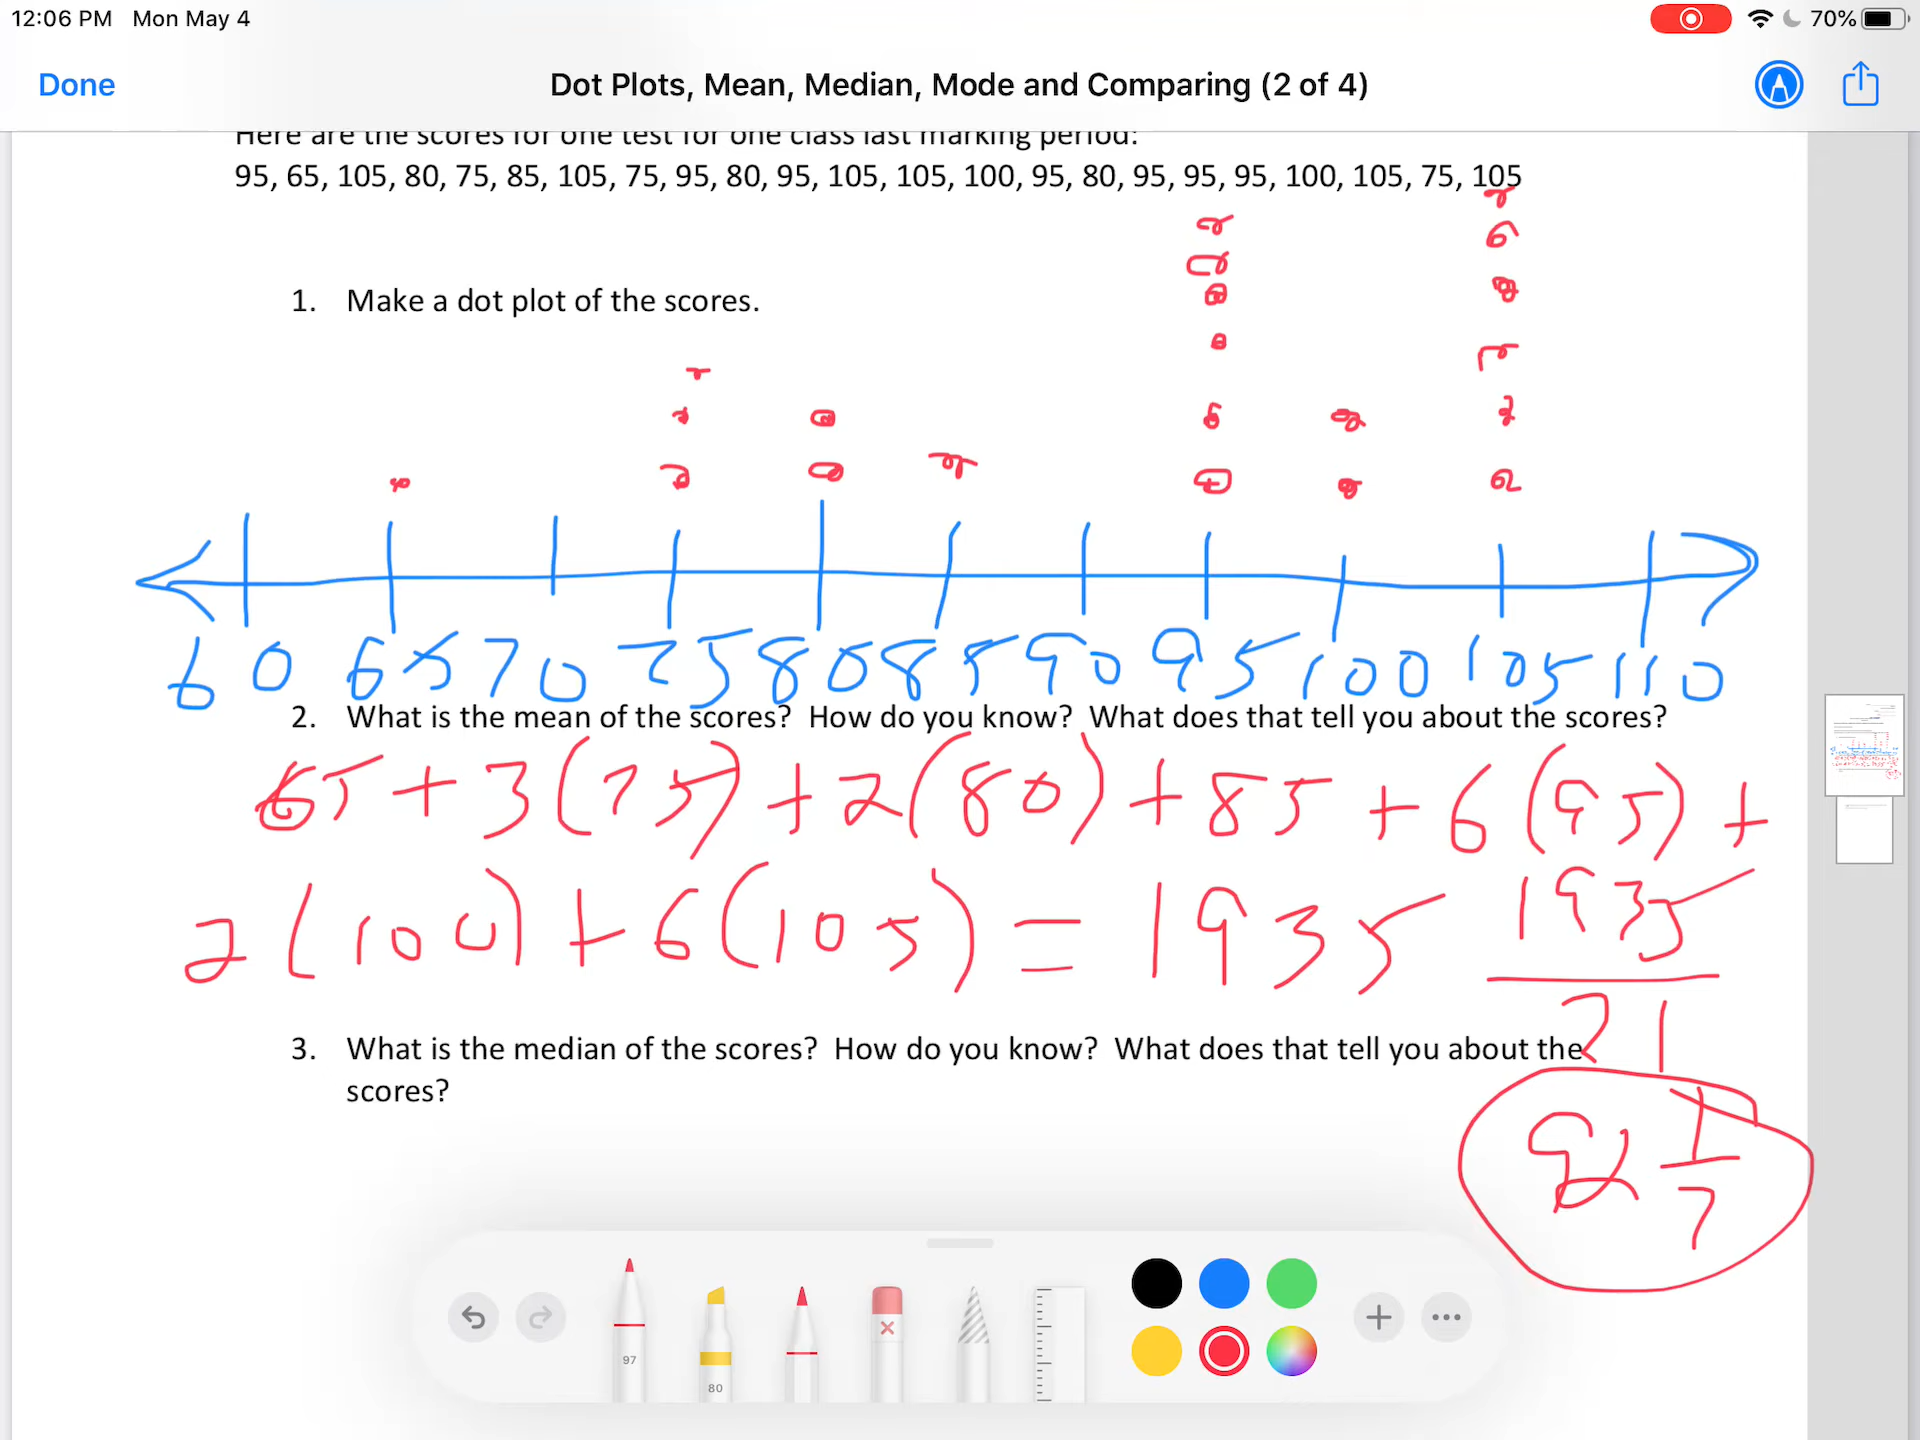 12:06 PM Mon May 4
70%
Done
Dot Plots, Mean, Median, Mode and Comparing (2 of 4)
Here are the scores for one test for one class last marking period:
95, 65, 105, 80, 75, 85, 105, 75, 95, 80, 95, 105, 105, 100, 95, 80, 95, 95, 95, 100, 105, 75, 105
1. Make a dot plot of the scores.
60 65 70 75 80 85 90 95 100 105 110
2. What is the mean of the scores? How do you know? What does that tell you about the scores?
65 + 3(75) + 2(80) + 85 + 6(95) +
2(100) + 6(105) = 1935
1935
21
3. What is the median of the scores? How do you know? What does that tell you about the
scores?
92 1/7
97
80